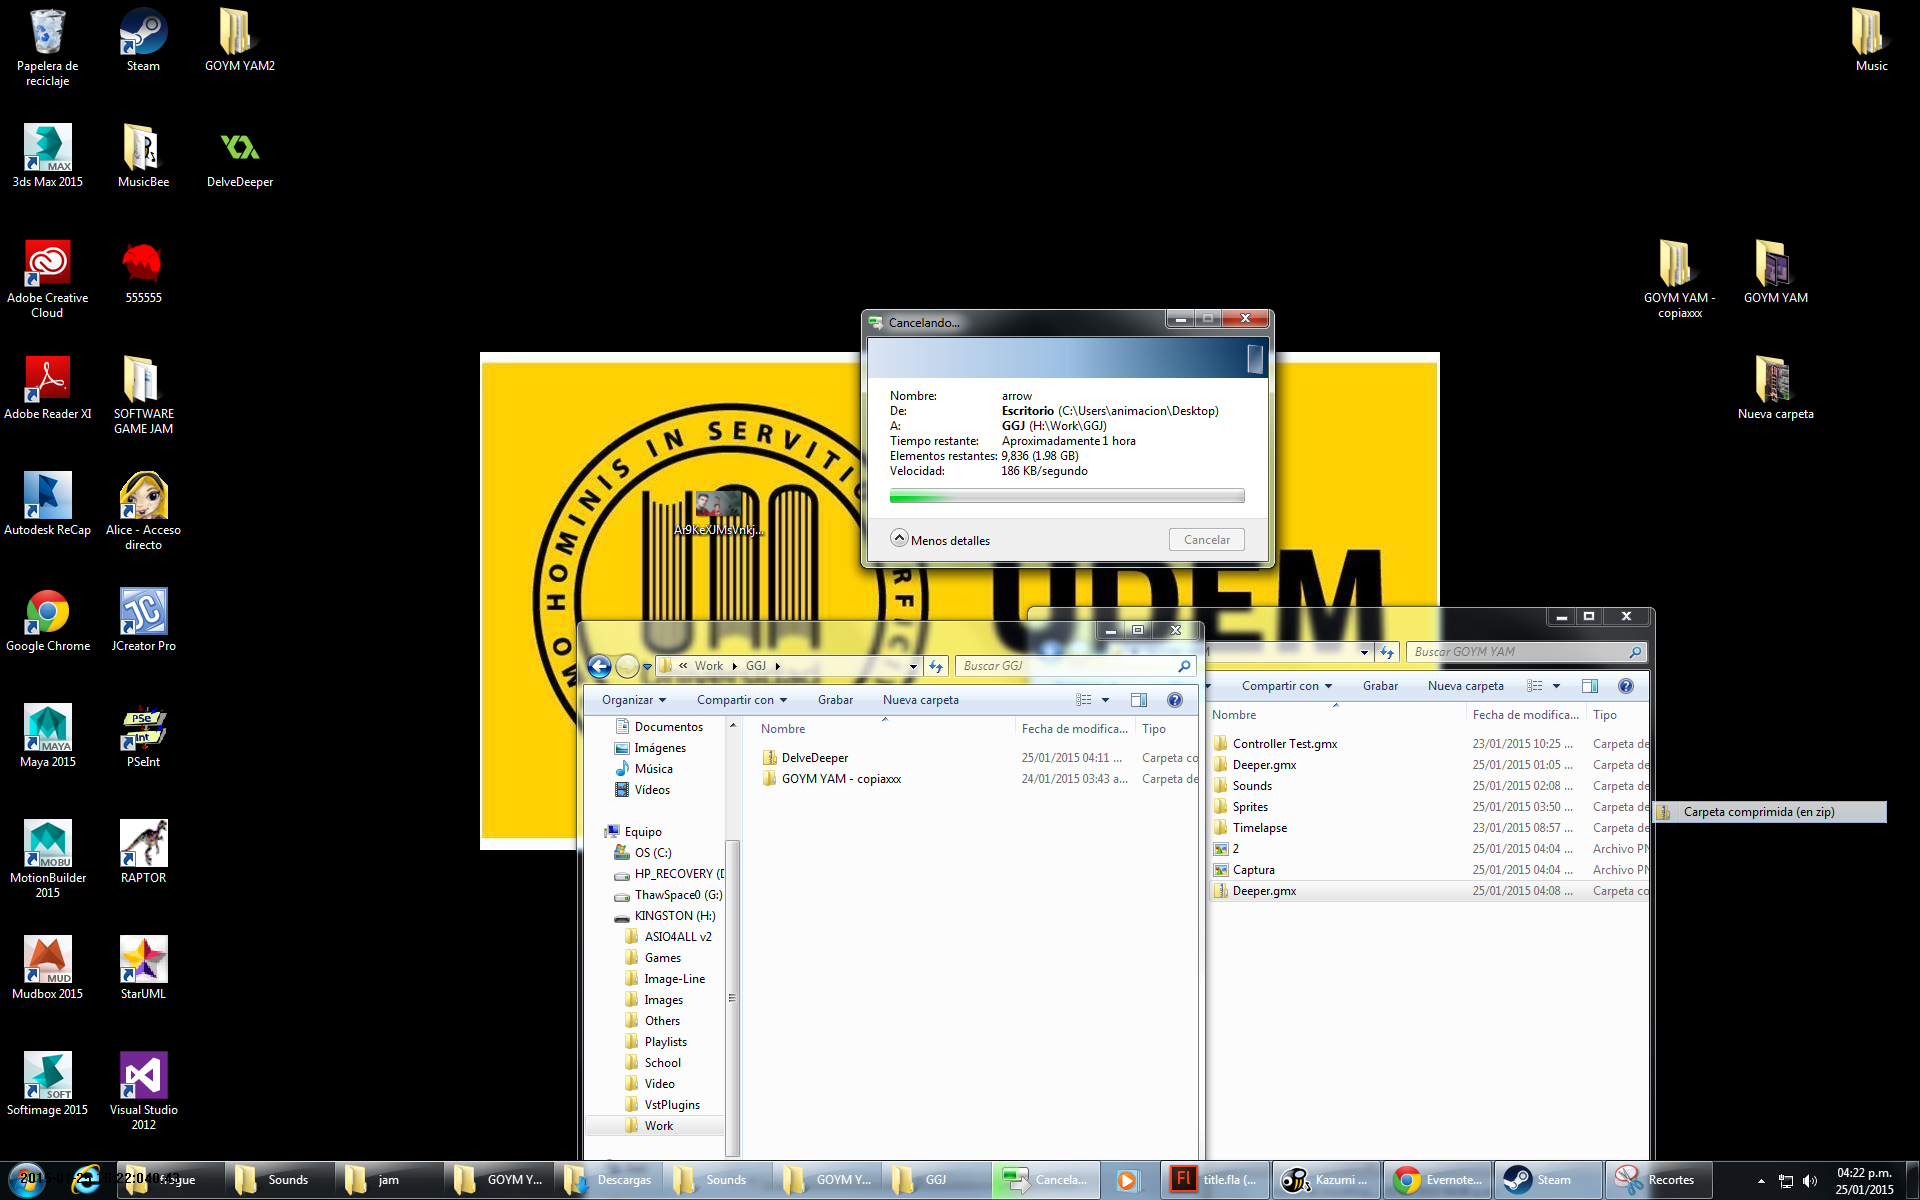 Papelera de
reciclaje
Steam
GOYM YAM2
Music
MAX
3ds Max 2015
MusicBee
DelveDeeper
Adobe Creative
Cloud
555555
GOYM YAM -
copiaxxx
GOYM YAM
Adobe Reader XI
SOFTWARE
GAME JAM
Nueva carpeta
Autodesk ReCap
Alice - Acceso
directo
Google Chrome
JC
JCreator Pro
MAYA
Maya 2015
PSe
Int
PSeInt
MOBU
MotionBuilder
2015
RAPTOR
MUD
Mudbox 2015
StarUML
SOFT
Softimage 2015
Visual Studio
2012
HOMINIS IN SERVITIO
UDEM
Ar9KeXJMsVnkj...
Cancelando...
Nombre: arrow
De: Escritorio (C:\Users\animacion\Desktop)
A: GGJ (H:\Work\GGJ)
Tiempo restante: Aproximadamente 1 hora
Elementos restantes: 9,836 (1.98 GB)
Velocidad: 186 KB/segundo
Menos detalles
Cancelar
« Work GGJ
Buscar GGJ
Organizar Compartir con Grabar Nueva carpeta
Documentos
Imágenes
Música
Vídeos
Equipo
OS (C:)
HP_RECOVERY (D
ThawSpace0 (G:)
KINGSTON (H:)
ASIO4ALL v2
Games
Image-Line
Images
Others
Playlists
School
Video
VstPlugins
Work
Nombre Fecha de modifica... Tipo
DelveDeeper 25/01/2015 04:11 ... Carpeta co
GOYM YAM - copiaxxx 24/01/2015 03:43 a... Carpeta de
Buscar GOYM YAM
Compartir con Grabar Nueva carpeta
Nombre Fecha de modifica... Tipo
Controller Test.gmx 23/01/2015 10:25 ... Carpeta de
Deeper.gmx 25/01/2015 01:05 ... Carpeta de
Sounds 25/01/2015 02:08 ... Carpeta de
Sprites 25/01/2015 03:50 ... Carpeta de
Timelapse 23/01/2015 08:57 ... Carpeta de
2 25/01/2015 04:04 ... Archivo PN
Captura 25/01/2015 04:04 ... Archivo PN
Deeper.gmx 25/01/2015 04:08 ... Carpeta co
Carpeta comprimida (en zip)
Sounds
jam
GOYM Y...
Descargas
Sounds
GOYM Y...
GGJ
Cancela...
Fl
title.fla (...
Kazumi ...
Evernote...
Steam
Recortes
04:22 p.m.
25/01/2015